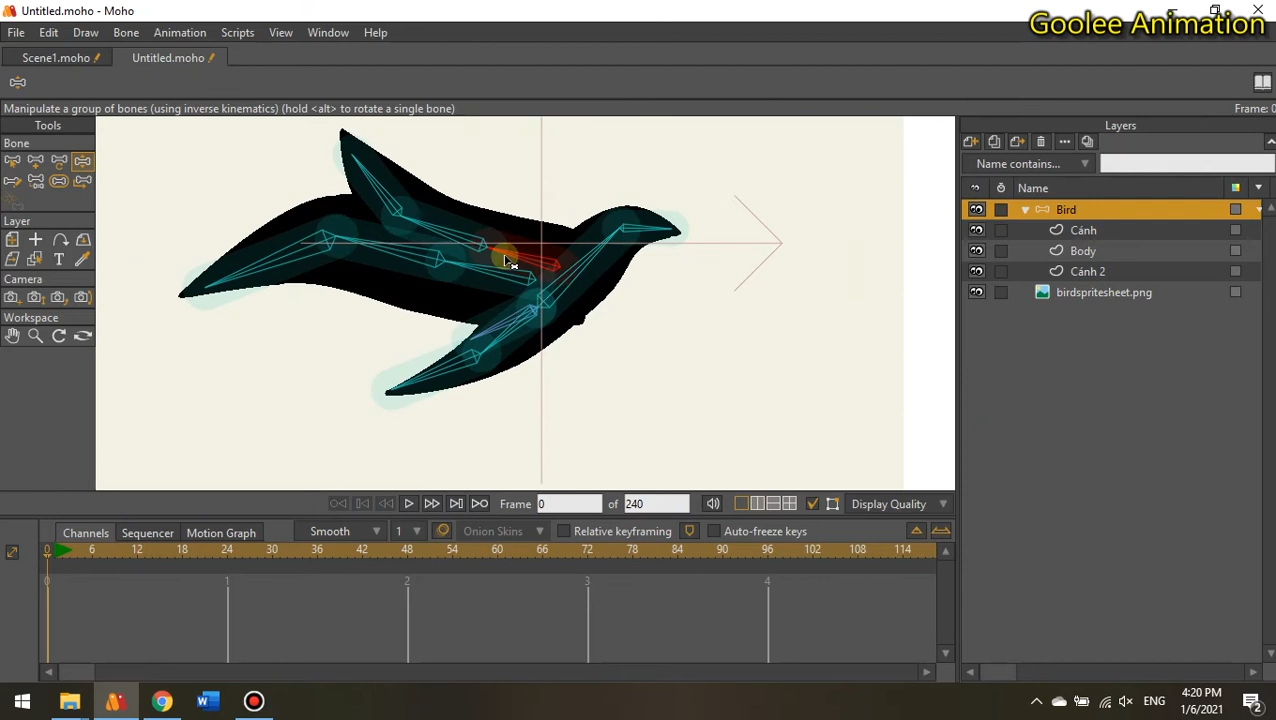 Untitled.moho - Moho
Goolee Animation
File Edit Draw Bone Animation Scripts View Window Help
Scene1.moho Untitled.moho
Manipulate a group of bones (using inverse kinematics) (hold <alt> to rotate a single bone) Frame: 0
Tools
Bone
Layer
Camera
Workspace
Layers
Name contains...
Name
Bird
Cánh
Body
Cánh 2
birdspritesheet.png
Frame 0 of 240 Display Quality
Channels Sequencer Motion Graph Smooth 1 Onion Skins Relative keyframing Auto-freeze keys
0 6 12 18 24 30 36 42 48 54 60 66 72 78 84 90 96 102 108 114
0 1 2 3 4
ENG
4:20 PM
1/6/2021
2